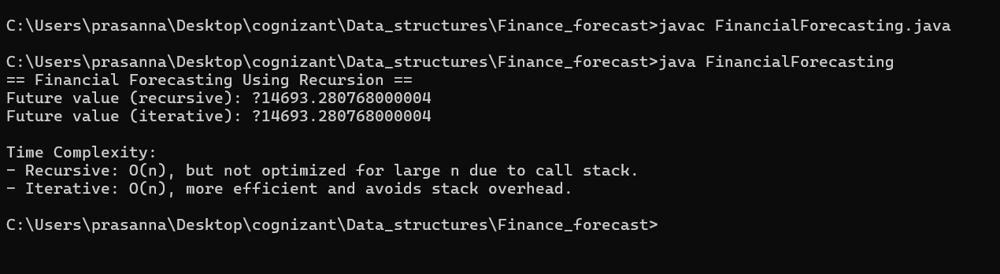 C:\Users\prasanna\Desktop\cognizant\Data_structures\Finance_forecast>javac FinancialForecasting.java
C:\Users\prasanna\Desktop\cognizant\Data_structures\Finance_forecast>java FinancialForecasting
== Financial Forecasting Using Recursion ==
Future value (recursive): ?14693.280768000004
Future value (iterative): ?14693.280768000004
Time Complexity:
- Recursive: O(n), but not optimized for large n due to call stack.
- Iterative: O(n), more efficient and avoids stack overhead.
C:\Users\prasanna\Desktop\cognizant\Data_structures\Finance_forecast>